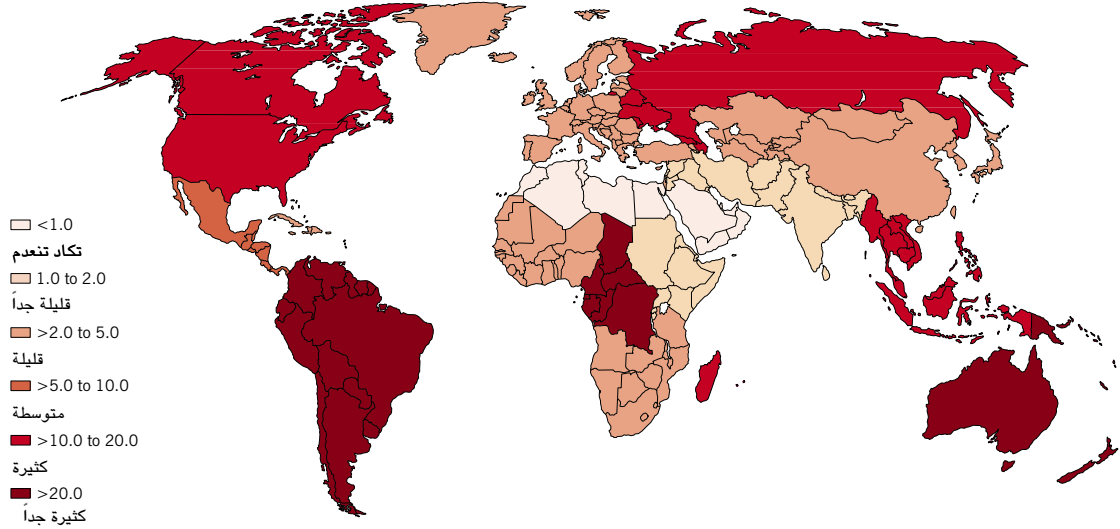 <1.0
تكاد تنعدم
1.0 to 2.0
قليلة جداً
>2.0 to 5.0
قليلة
>5.0 to 10.0
متوسطة
>10.0 to 20.0
كثيرة
>20.0
كثيرة جداً